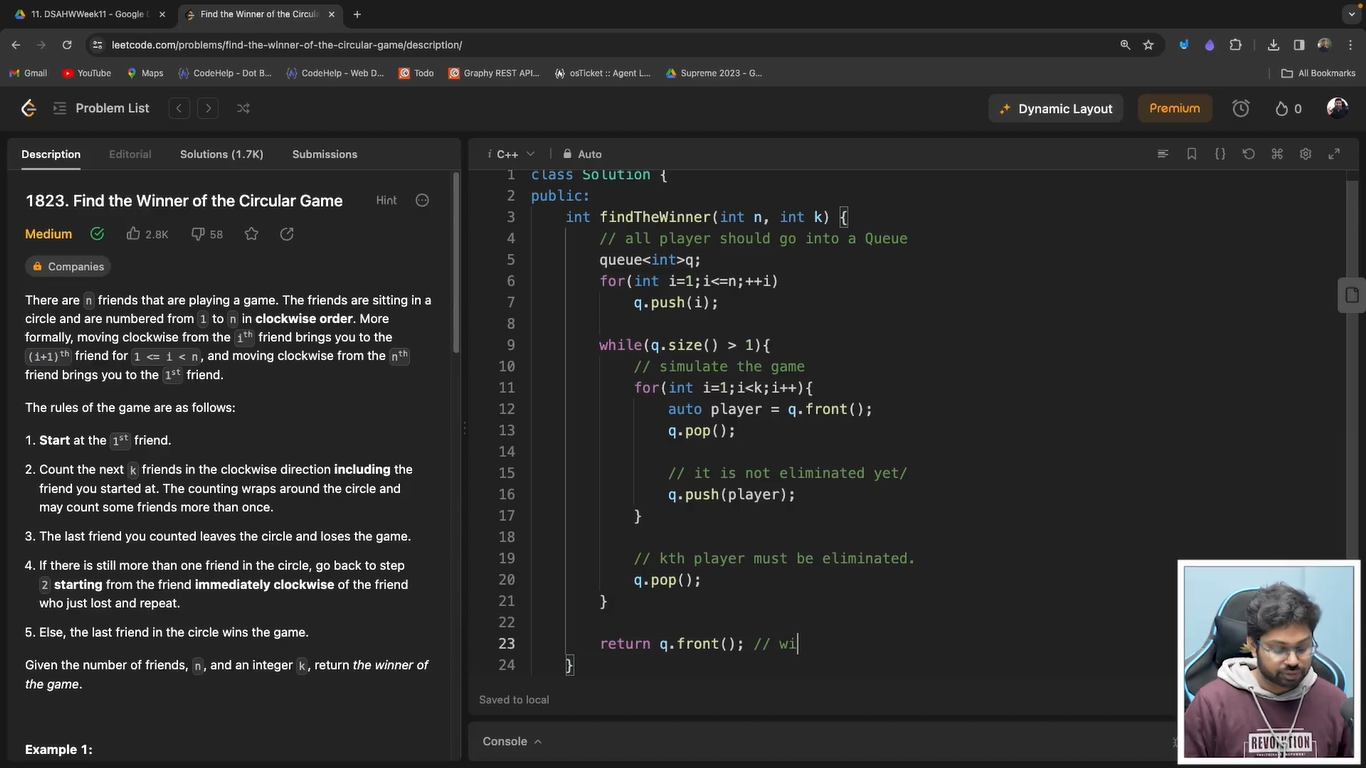 11. DSAHWWeek11 - Google
Find the Winner of the Circula
leetcode.com/problems/find-the-winner-of-the-circular-game/description/
Gmail YouTube Maps CodeHelp - Dot B... CodeHelp - Web D... Todo Graphy REST API... osTicket :: Agent L... Supreme 2023 - G... All Bookmarks
Problem List Dynamic Layout Premium 0
Description Editorial Solutions (1.7K) Submissions
1823. Find the Winner of the Circular Game Hint
Medium 2.8K 58
Companies
There are n friends that are playing a game. The friends are sitting in a
circle and are numbered from 1 to n in clockwise order. More
formally, moving clockwise from the ith friend brings you to the
(i+1)th friend for 1 <= i < n, and moving clockwise from the nth
friend brings you to the 1st friend.
The rules of the game are as follows:
1. Start at the 1st friend.
2. Count the next k friends in the clockwise direction including the
friend you started at. The counting wraps around the circle and
may count some friends more than once.
3. The last friend you counted leaves the circle and loses the game.
4. If there is still more than one friend in the circle, go back to step
2 starting from the friend immediately clockwise of the friend
who just lost and repeat.
5. Else, the last friend in the circle wins the game.
Given the number of friends, n, and an integer k, return the winner of
the game.
Example 1:
i C++ Auto
1 class Solution {
2 public:
3 int findTheWinner(int n, int k) {
4 // all player should go into a Queue
5 queue<int>q;
6 for(int i=1;i<=n;++i)
7 q.push(i);
8
9 while(q.size() > 1){
10 // simulate the game
11 for(int i=1;i<k;i++){
12 auto player = q.front();
13 q.pop();
14
15 // it is not eliminated yet/
16 q.push(player);
17 }
18
19 // kth player must be eliminated.
20 q.pop();
21 }
22
23 return q.front(); // wi
24 }
Saved to local
Console
REVOLUTION